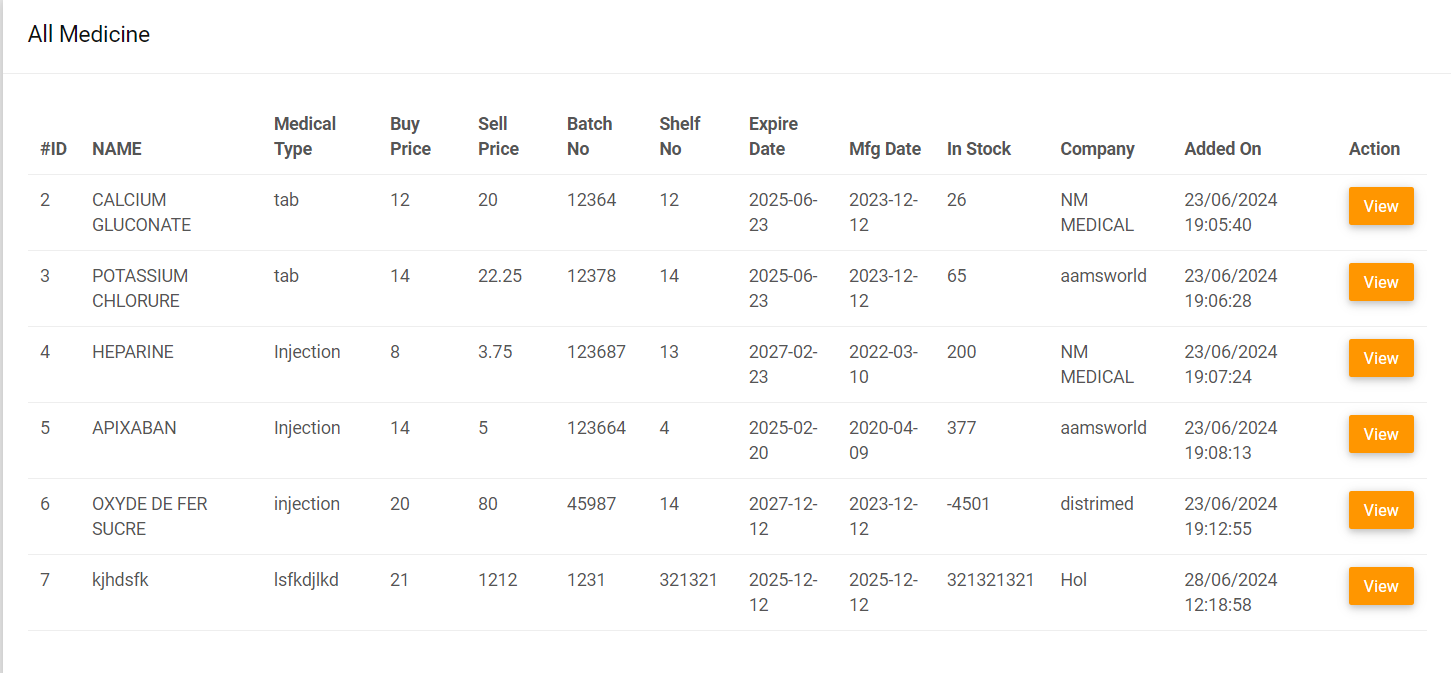 All Medicine
#ID NAME Medical Type Buy Price Sell Price Batch No Shelf No Expire Date Mfg Date In Stock Company Added On Action
2 CALCIUM GLUCONATE tab 12 20 12364 12 2025-06-23 2023-12-12 26 NM MEDICAL 23/06/2024 19:05:40 View
3 POTASSIUM CHLORURE tab 14 22.25 12378 14 2025-06-23 2023-12-12 65 aamsworld 23/06/2024 19:06:28 View
4 HEPARINE Injection 8 3.75 123687 13 2027-02-23 2022-03-10 200 NM MEDICAL 23/06/2024 19:07:24 View
5 APIXABAN Injection 14 5 123664 4 2025-02-20 2020-04-09 377 aamsworld 23/06/2024 19:08:13 View
6 OXYDE DE FER SUCRE injection 20 80 45987 14 2027-12-12 2023-12-12 -4501 distrimed 23/06/2024 19:12:55 View
7 kjhdsfk lsfkdjlkd 21 1212 1231 321321 2025-12-12 2025-12-12 321321321 Hol 28/06/2024 12:18:58 View